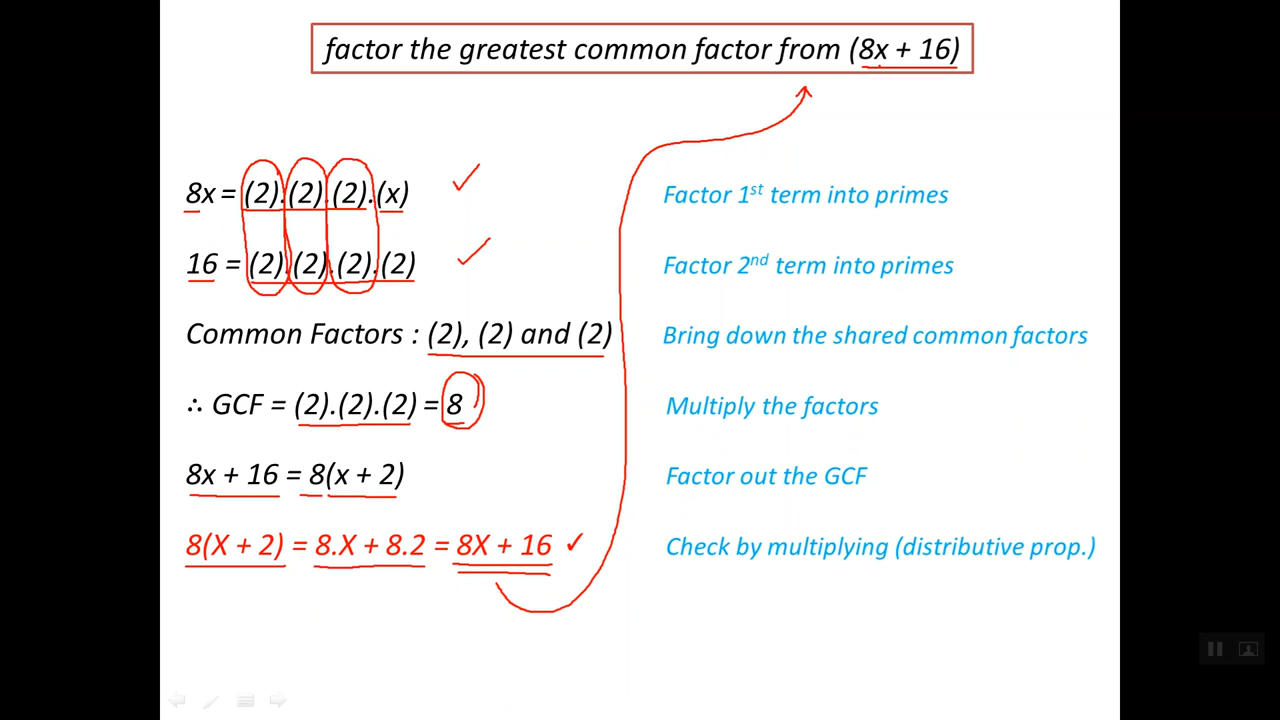 factor the greatest common factor from (8x + 16)
8x = (2).(2).(2).(x)
Factor 1st term into primes
16 = (2).(2).(2).(2)
Factor 2nd term into primes
Common Factors : (2), (2) and (2)
Bring down the shared common factors
∴ GCF = (2).(2).(2) = 8
Multiply the factors
8x + 16 = 8(x + 2)
Factor out the GCF
8(X + 2) = 8.X + 8.2 = 8X + 16 ✓
Check by multiplying (distributive prop.)